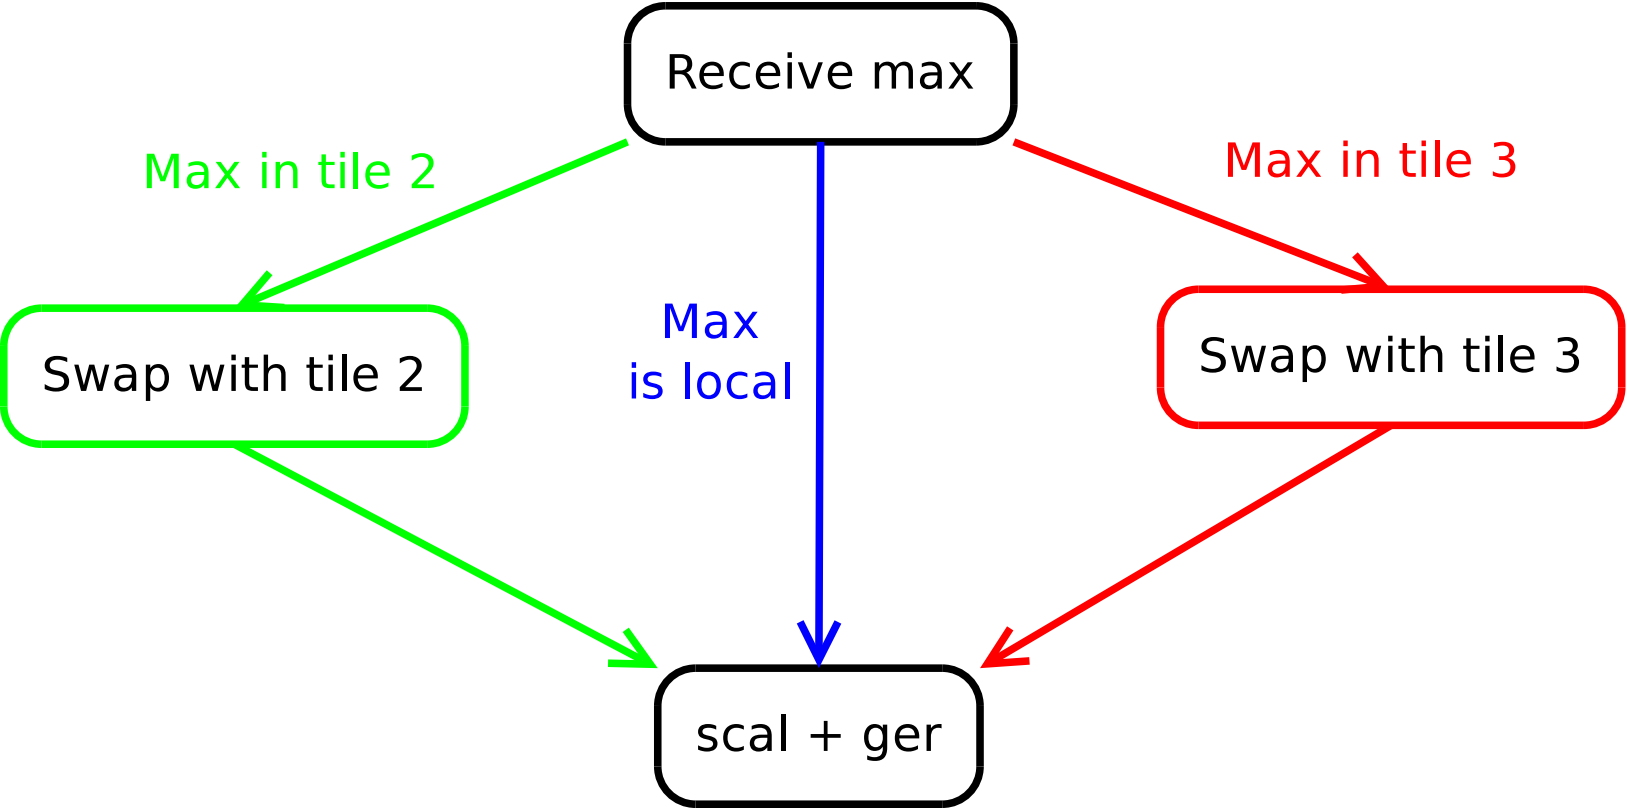 Receive max
Max in tile 2
Max in tile 3
Max
is local
Swap with tile 2
Swap with tile 3
scal + ger